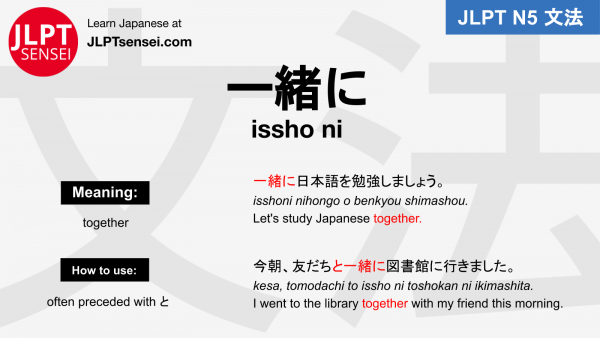 JLPT
SENSEI
Learn Japanese at
JLPTsensei.com
JLPT N5 文法
文法
一緒に
issho ni
Meaning:
together
How to use:
often preceded with と
一緒に日本語を勉強しましょう。
isshoni nihongo o benkyou shimashou.
Let's study Japanese together.
今朝、友だちと一緒に図書館に行きました。
kesa, tomodachi to issho ni toshokan ni ikimashita.
I went to the library together with my friend this morning.